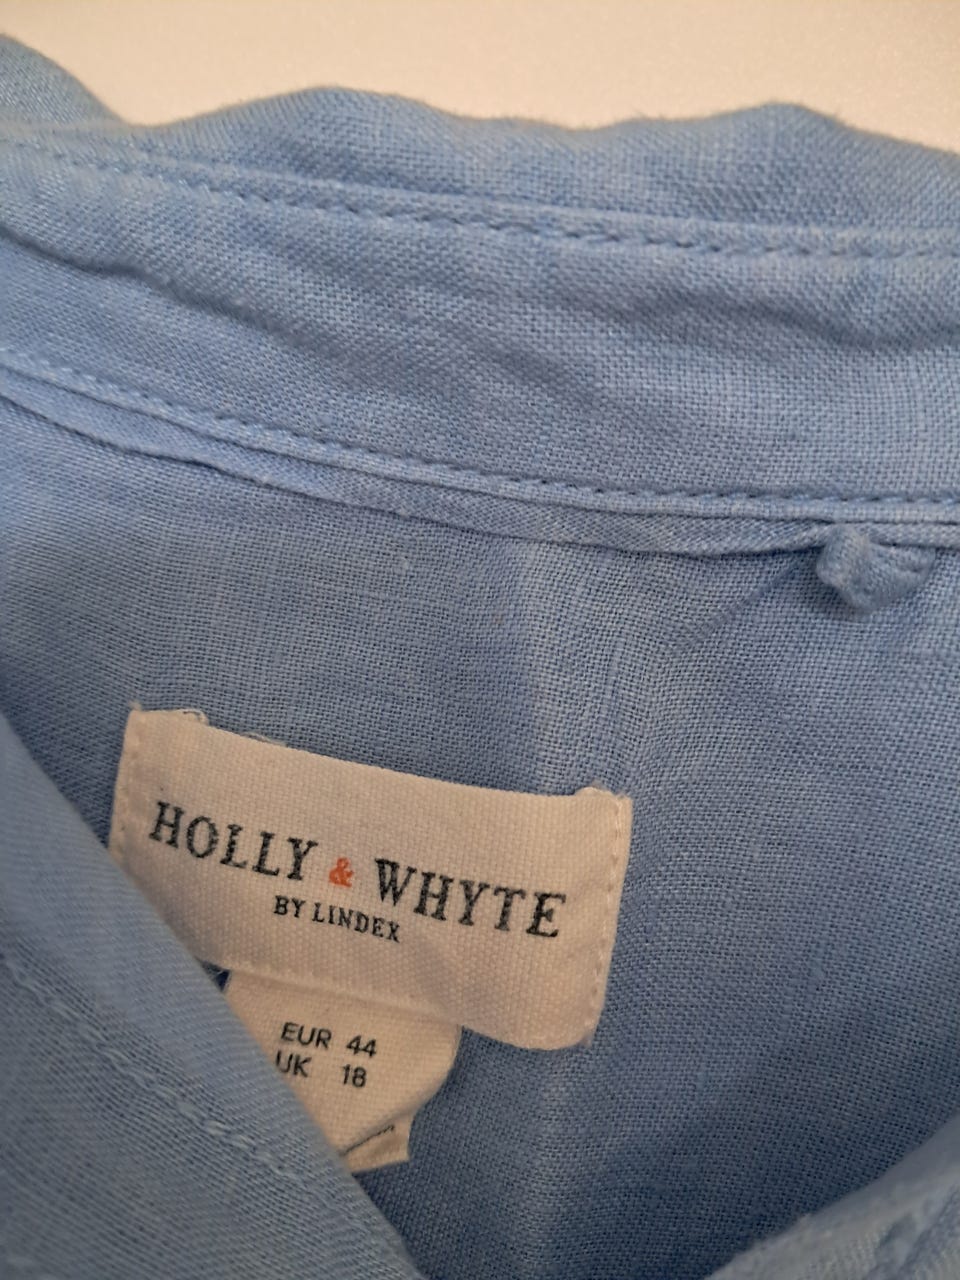 HOLLY & WHYTE
BY LINDEX
EUR 44
UK 18